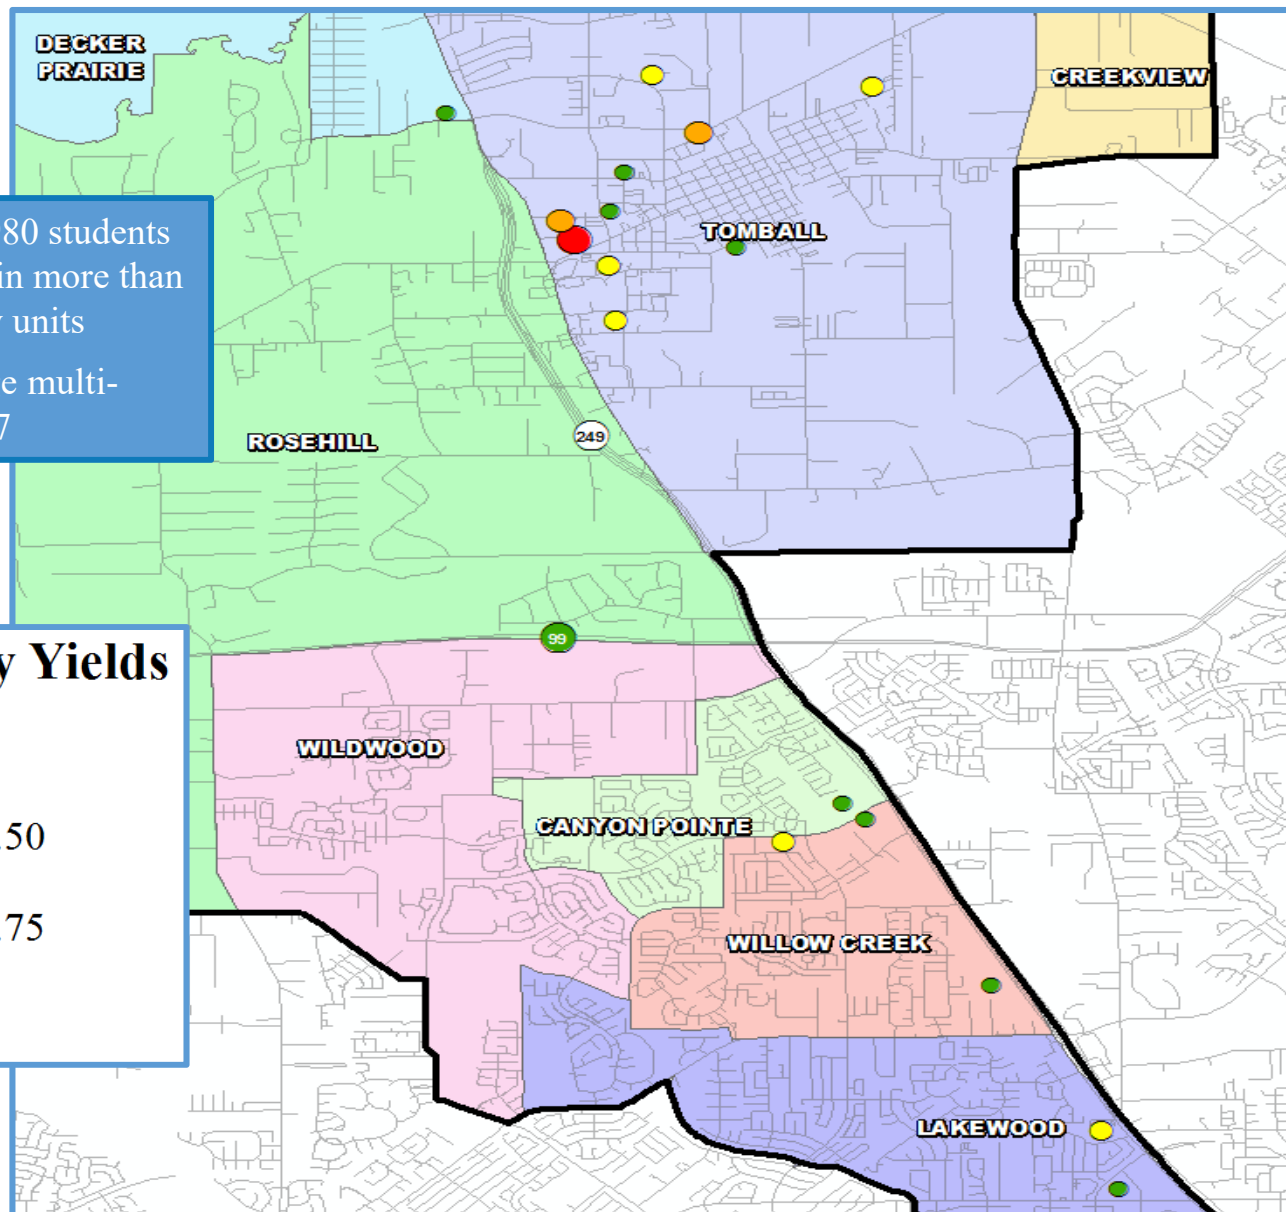 DECKER
PRAIRIE
CREEKVIEW
80 students
in more than
units
e multi-
7
TOMBALL
ROSEHILL
249
99
y Yields
WILDWOOD
.50
CANYON POINTE
.75
WILLOW CREEK
LAKEWOOD